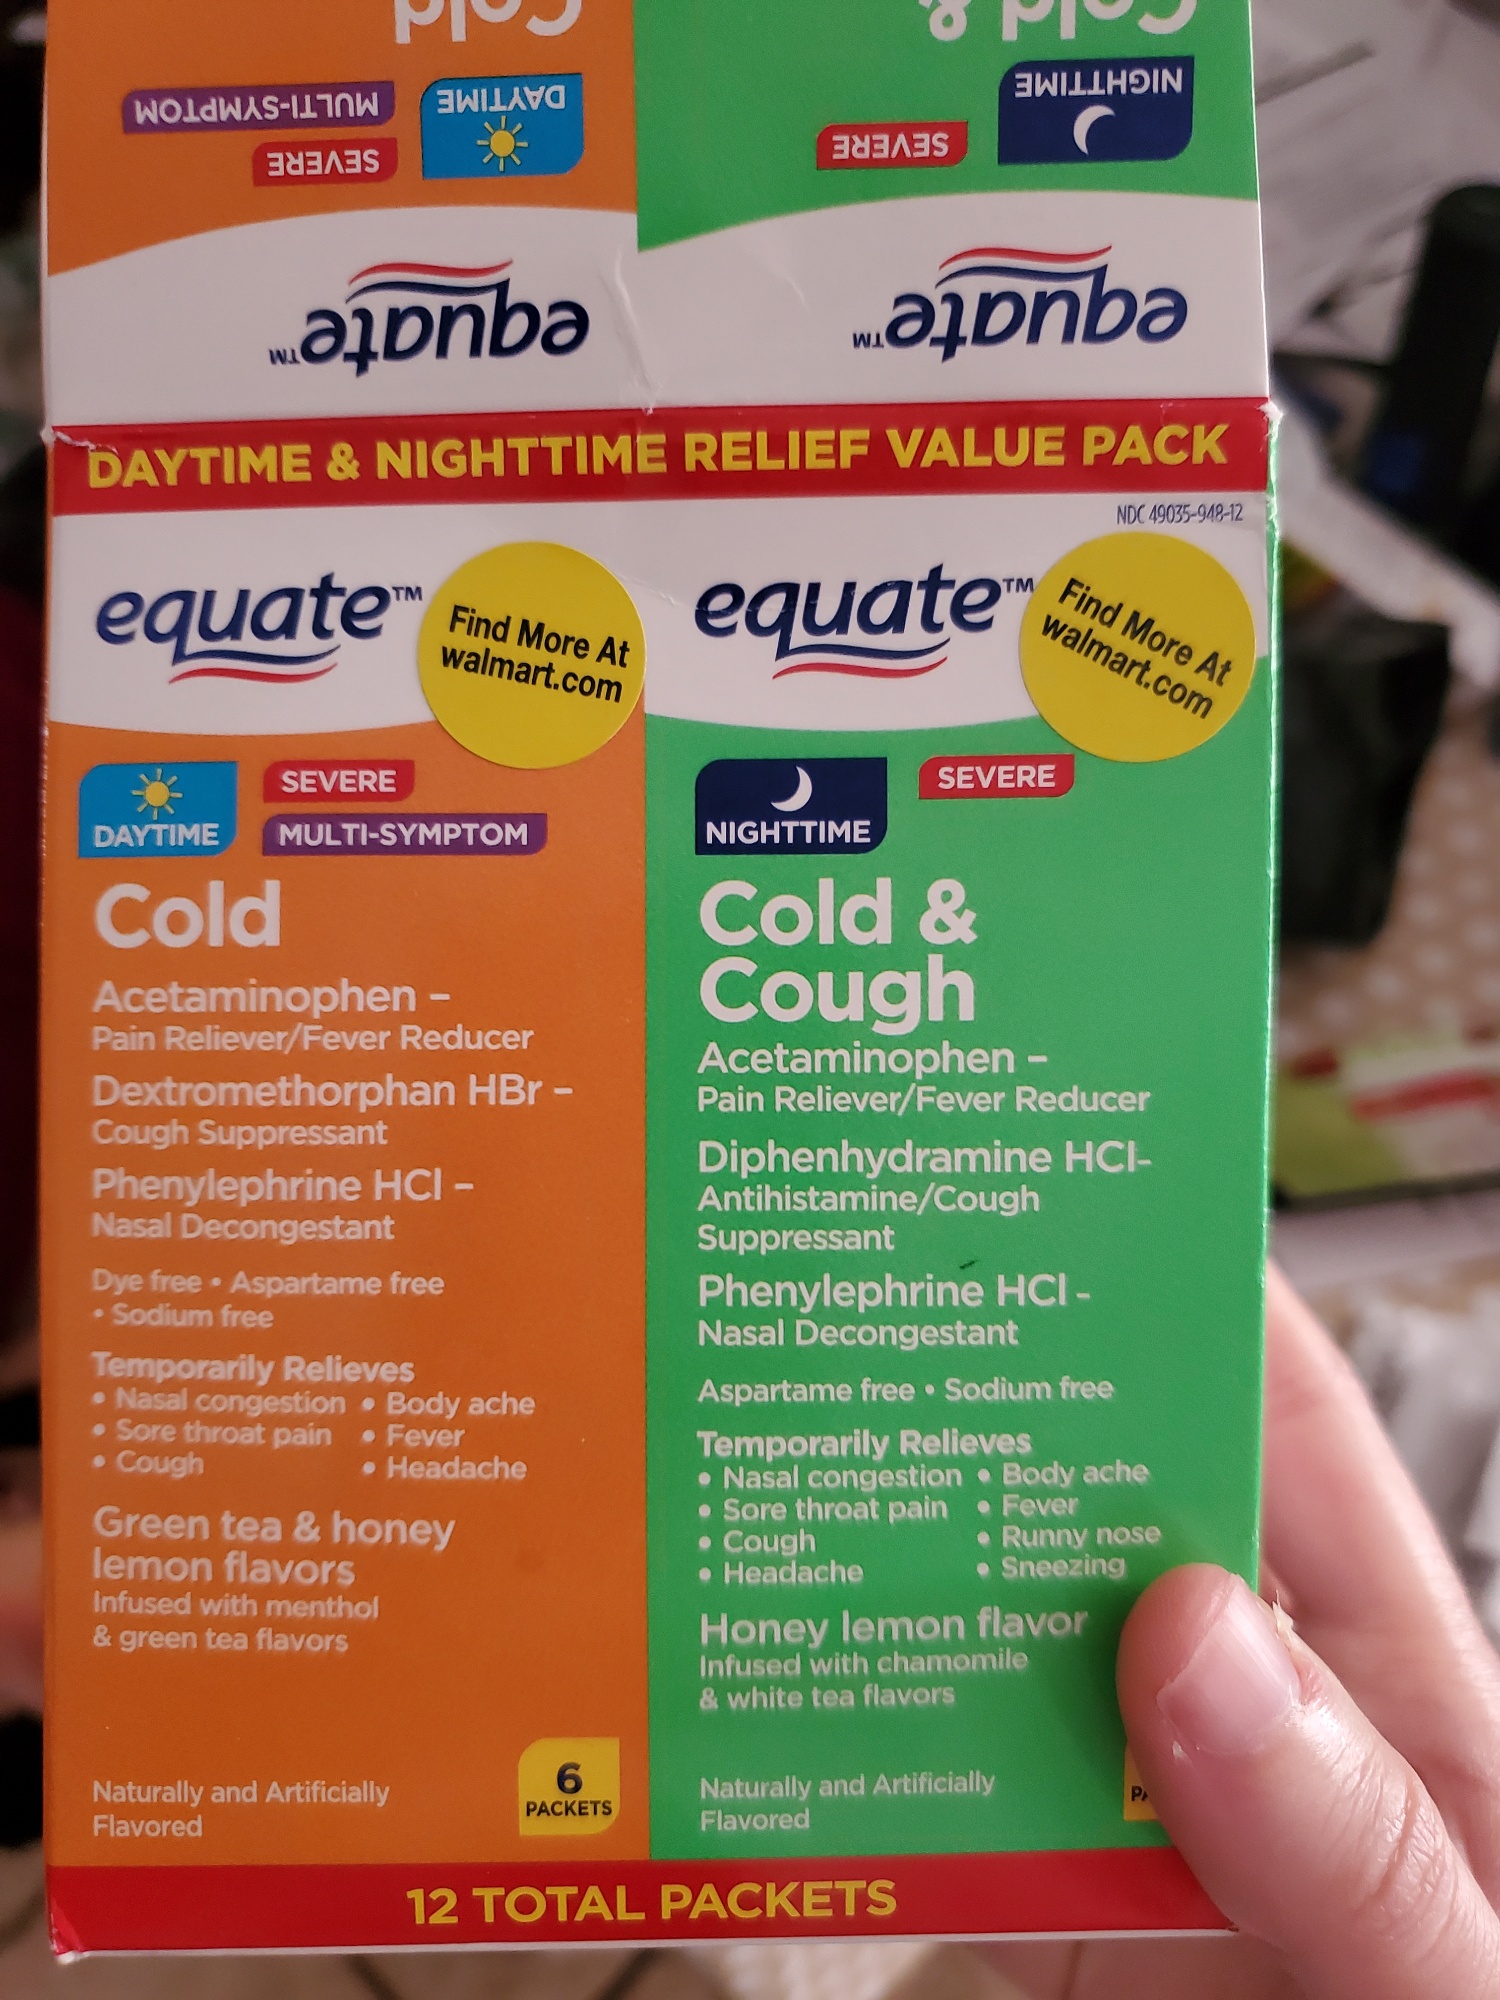 Cold
Cold &
DAYTIME
SEVERE
MULTI-SYMPTOM
NIGHTTIME
SEVERE
equate™
equate™
DAYTIME & NIGHTTIME RELIEF VALUE PACK
NDC 49035-948-12
equate™
Find More At
walmart.com
DAYTIME
SEVERE
MULTI-SYMPTOM
Cold
Acetaminophen –
Pain Reliever/Fever Reducer
Dextromethorphan HBr –
Cough Suppressant
Phenylephrine HCl –
Nasal Decongestant
Dye free • Aspartame free
• Sodium free
Temporarily Relieves
• Nasal congestion • Body ache
• Sore throat pain • Fever
• Cough • Headache
Green tea & honey
lemon flavors
Infused with menthol
& green tea flavors
Naturally and Artificially
Flavored
6
PACKETS
equate™
Find More At
walmart.com
NIGHTTIME
SEVERE
Cold &
Cough
Acetaminophen –
Pain Reliever/Fever Reducer
Diphenhydramine HCl-
Antihistamine/Cough
Suppressant
Phenylephrine HCl -
Nasal Decongestant
Aspartame free • Sodium free
Temporarily Relieves
• Nasal congestion • Body ache
• Sore throat pain • Fever
• Cough • Runny nose
• Headache • Sneezing
Honey lemon flavor
Infused with chamomile
& white tea flavors
Naturally and Artificially
Flavored
12 TOTAL PACKETS